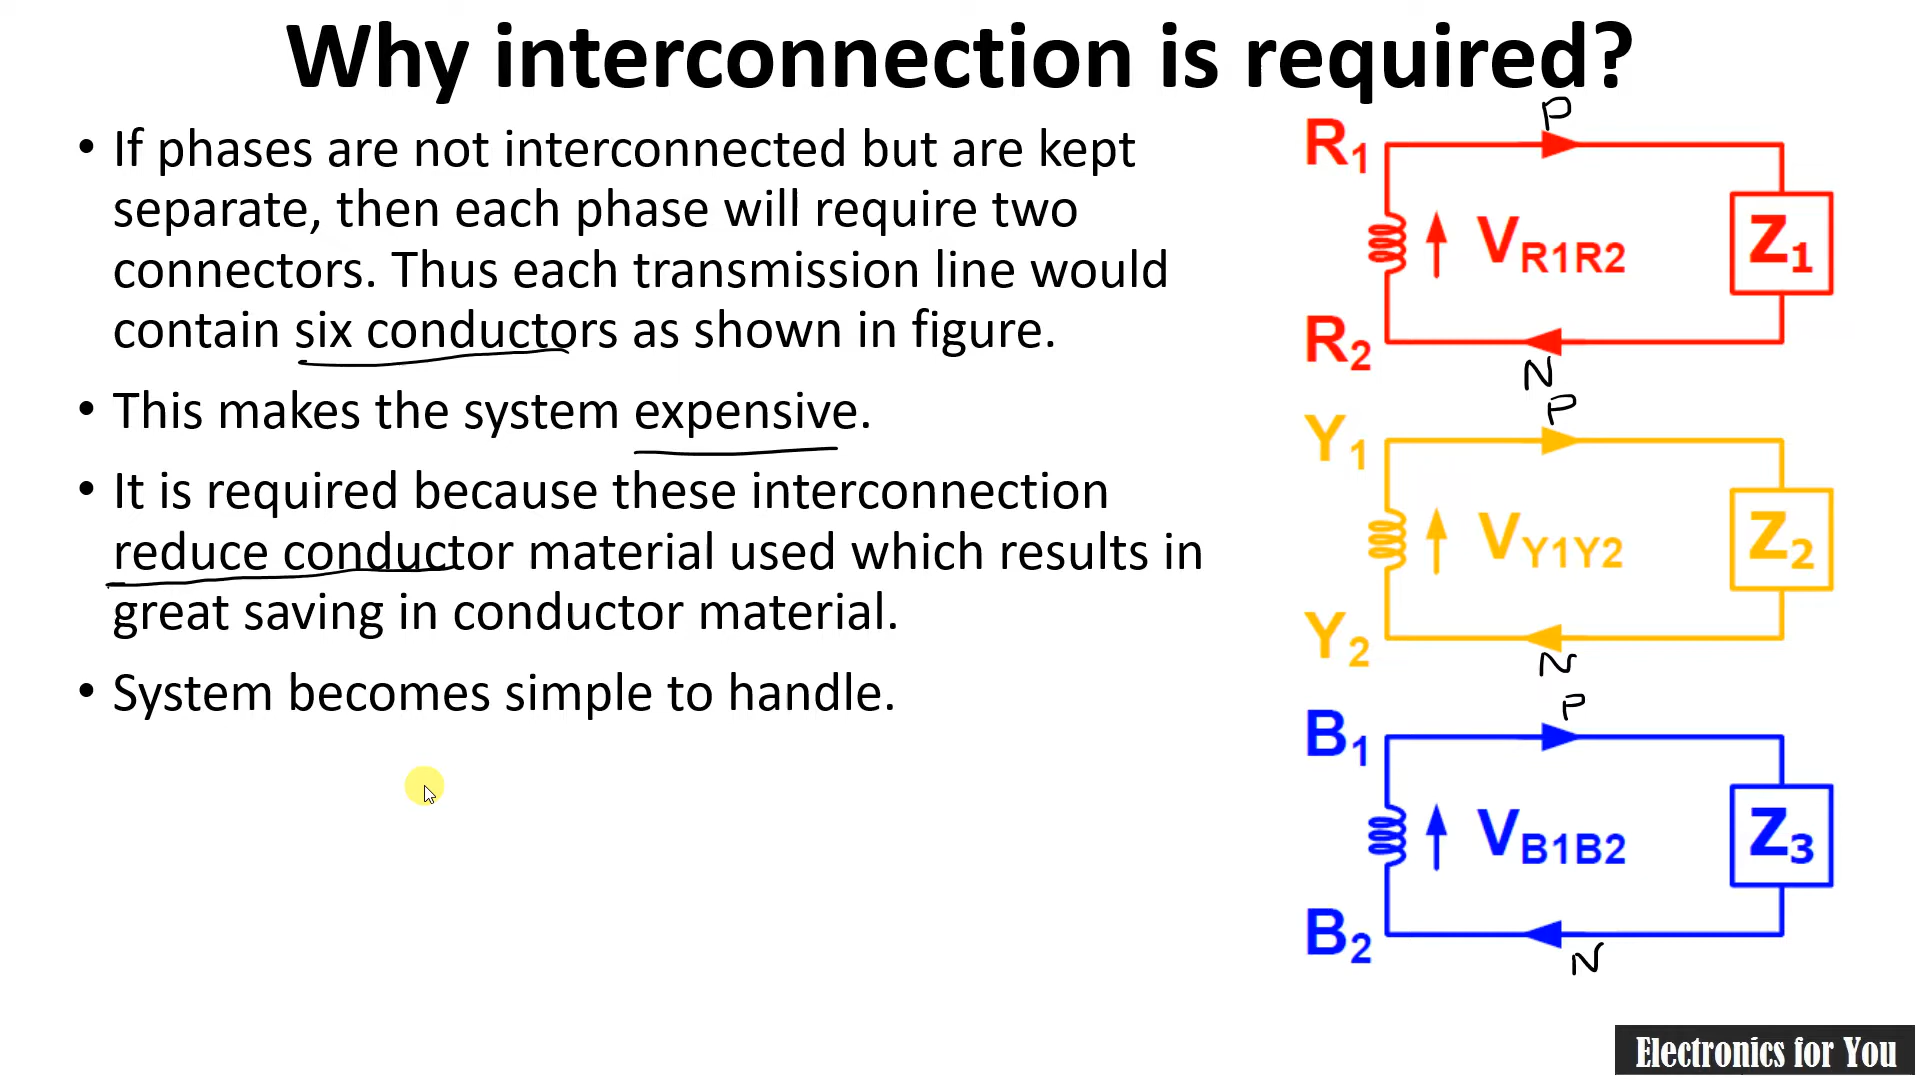 Why interconnection is required?
• If phases are not interconnected but are kept
separate, then each phase will require two
connectors. Thus each transmission line would
contain six conductors as shown in figure.
• This makes the system expensive.
• It is required because these interconnection
reduce conductor material used which results in
great saving in conductor material.
• System becomes simple to handle.
P
R1
VR1R2
Z1
R2
N
P
Y1
VY1Y2
Z2
Y2
N
P
B1
VB1B2
Z3
B2
N
Electronics for You